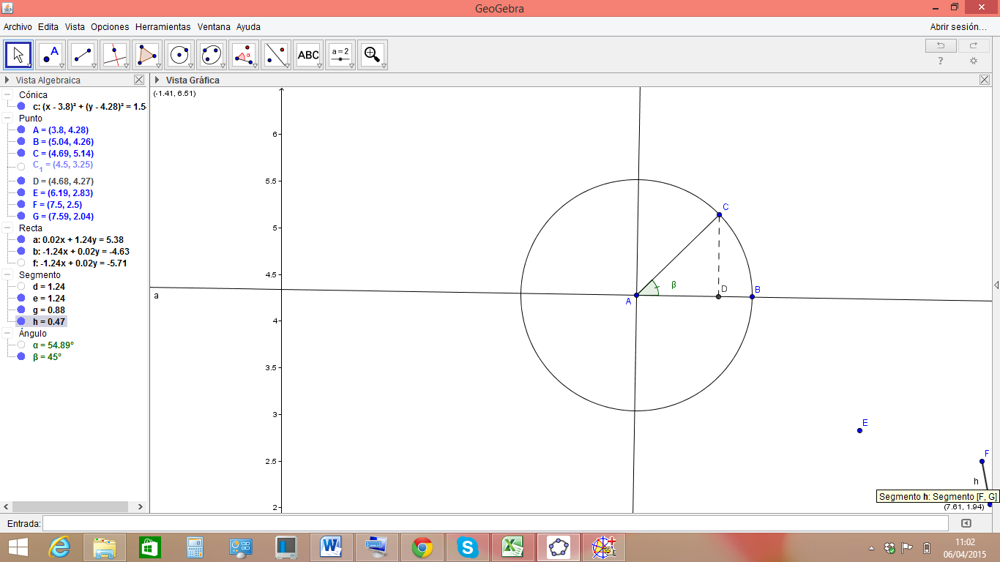 GeoGebra
Archivo Edita Vista Opciones Herramientas Ventana Ayuda
Abrir sesión...
A
α
ABC
a=2
?
Vista Algebraica
Cónica
c: (x - 3.8)² + (y - 4.28)² = 1.5
Punto
A = (3.8, 4.28)
B = (5.04, 4.26)
C = (4.69, 5.14)
C₁ = (4.5, 3.25)
D = (4.68, 4.27)
E = (6.19, 2.83)
F = (7.5, 2.5)
G = (7.59, 2.04)
Recta
a: 0.02x + 1.24y = 5.38
b: -1.24x + 0.02y = -4.63
f: -1.24x + 0.02y = -5.71
Segmento
d = 1.24
e = 1.24
g = 0.88
h = 0.47
Ángulo
α = 54.89°
β = 45°
Vista Gráfica
(-1.41, 6.51)
6
5.5
5
4.5
4
3.5
3
2.5
2
a
C
β
D
B
A
E
F
h
Segmento h: Segmento [F, G]
(7.61, 1.94)
Entrada:
11:02
06/04/2015